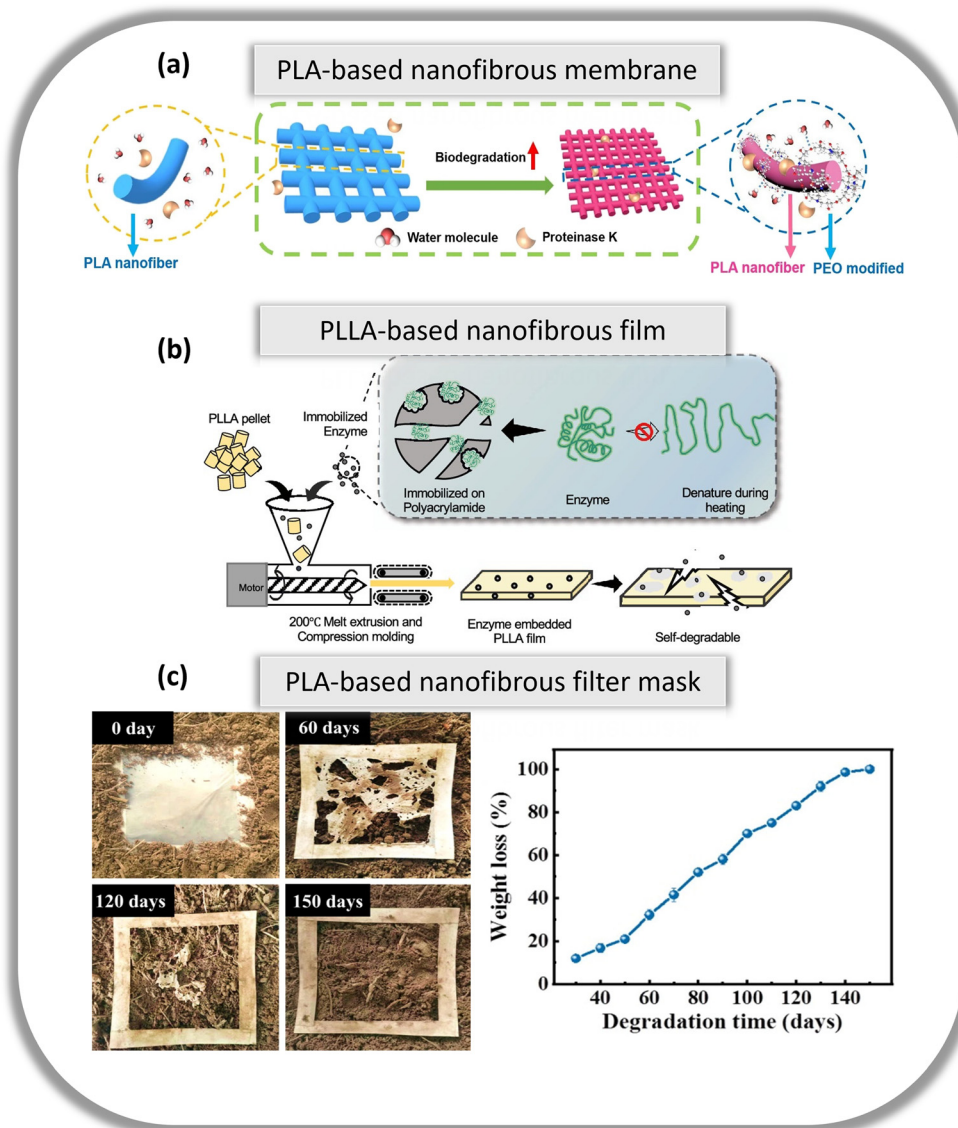 (a)
PLA-based nanofibrous membrane
Biodegradation
Water molecule
Proteinase K
PLA nanofiber
PLA nanofiber
PEO modified
(b)
PLLA-based nanofibrous film
PLLA pellet
Immobilized
Enzyme
Immobilized on
Polyacrylamide
Enzyme
Denature during
heating
Motor
200℃ Melt extrusion and
Compression molding
Enzyme embedded
PLLA film
Self-degradable
(c)
PLA-based nanofibrous filter mask
0 day
60 days
120 days
150 days
Weight loss (%)
100
80
60
40
20
0
40 60 80 100 120 140
Degradation time (days)